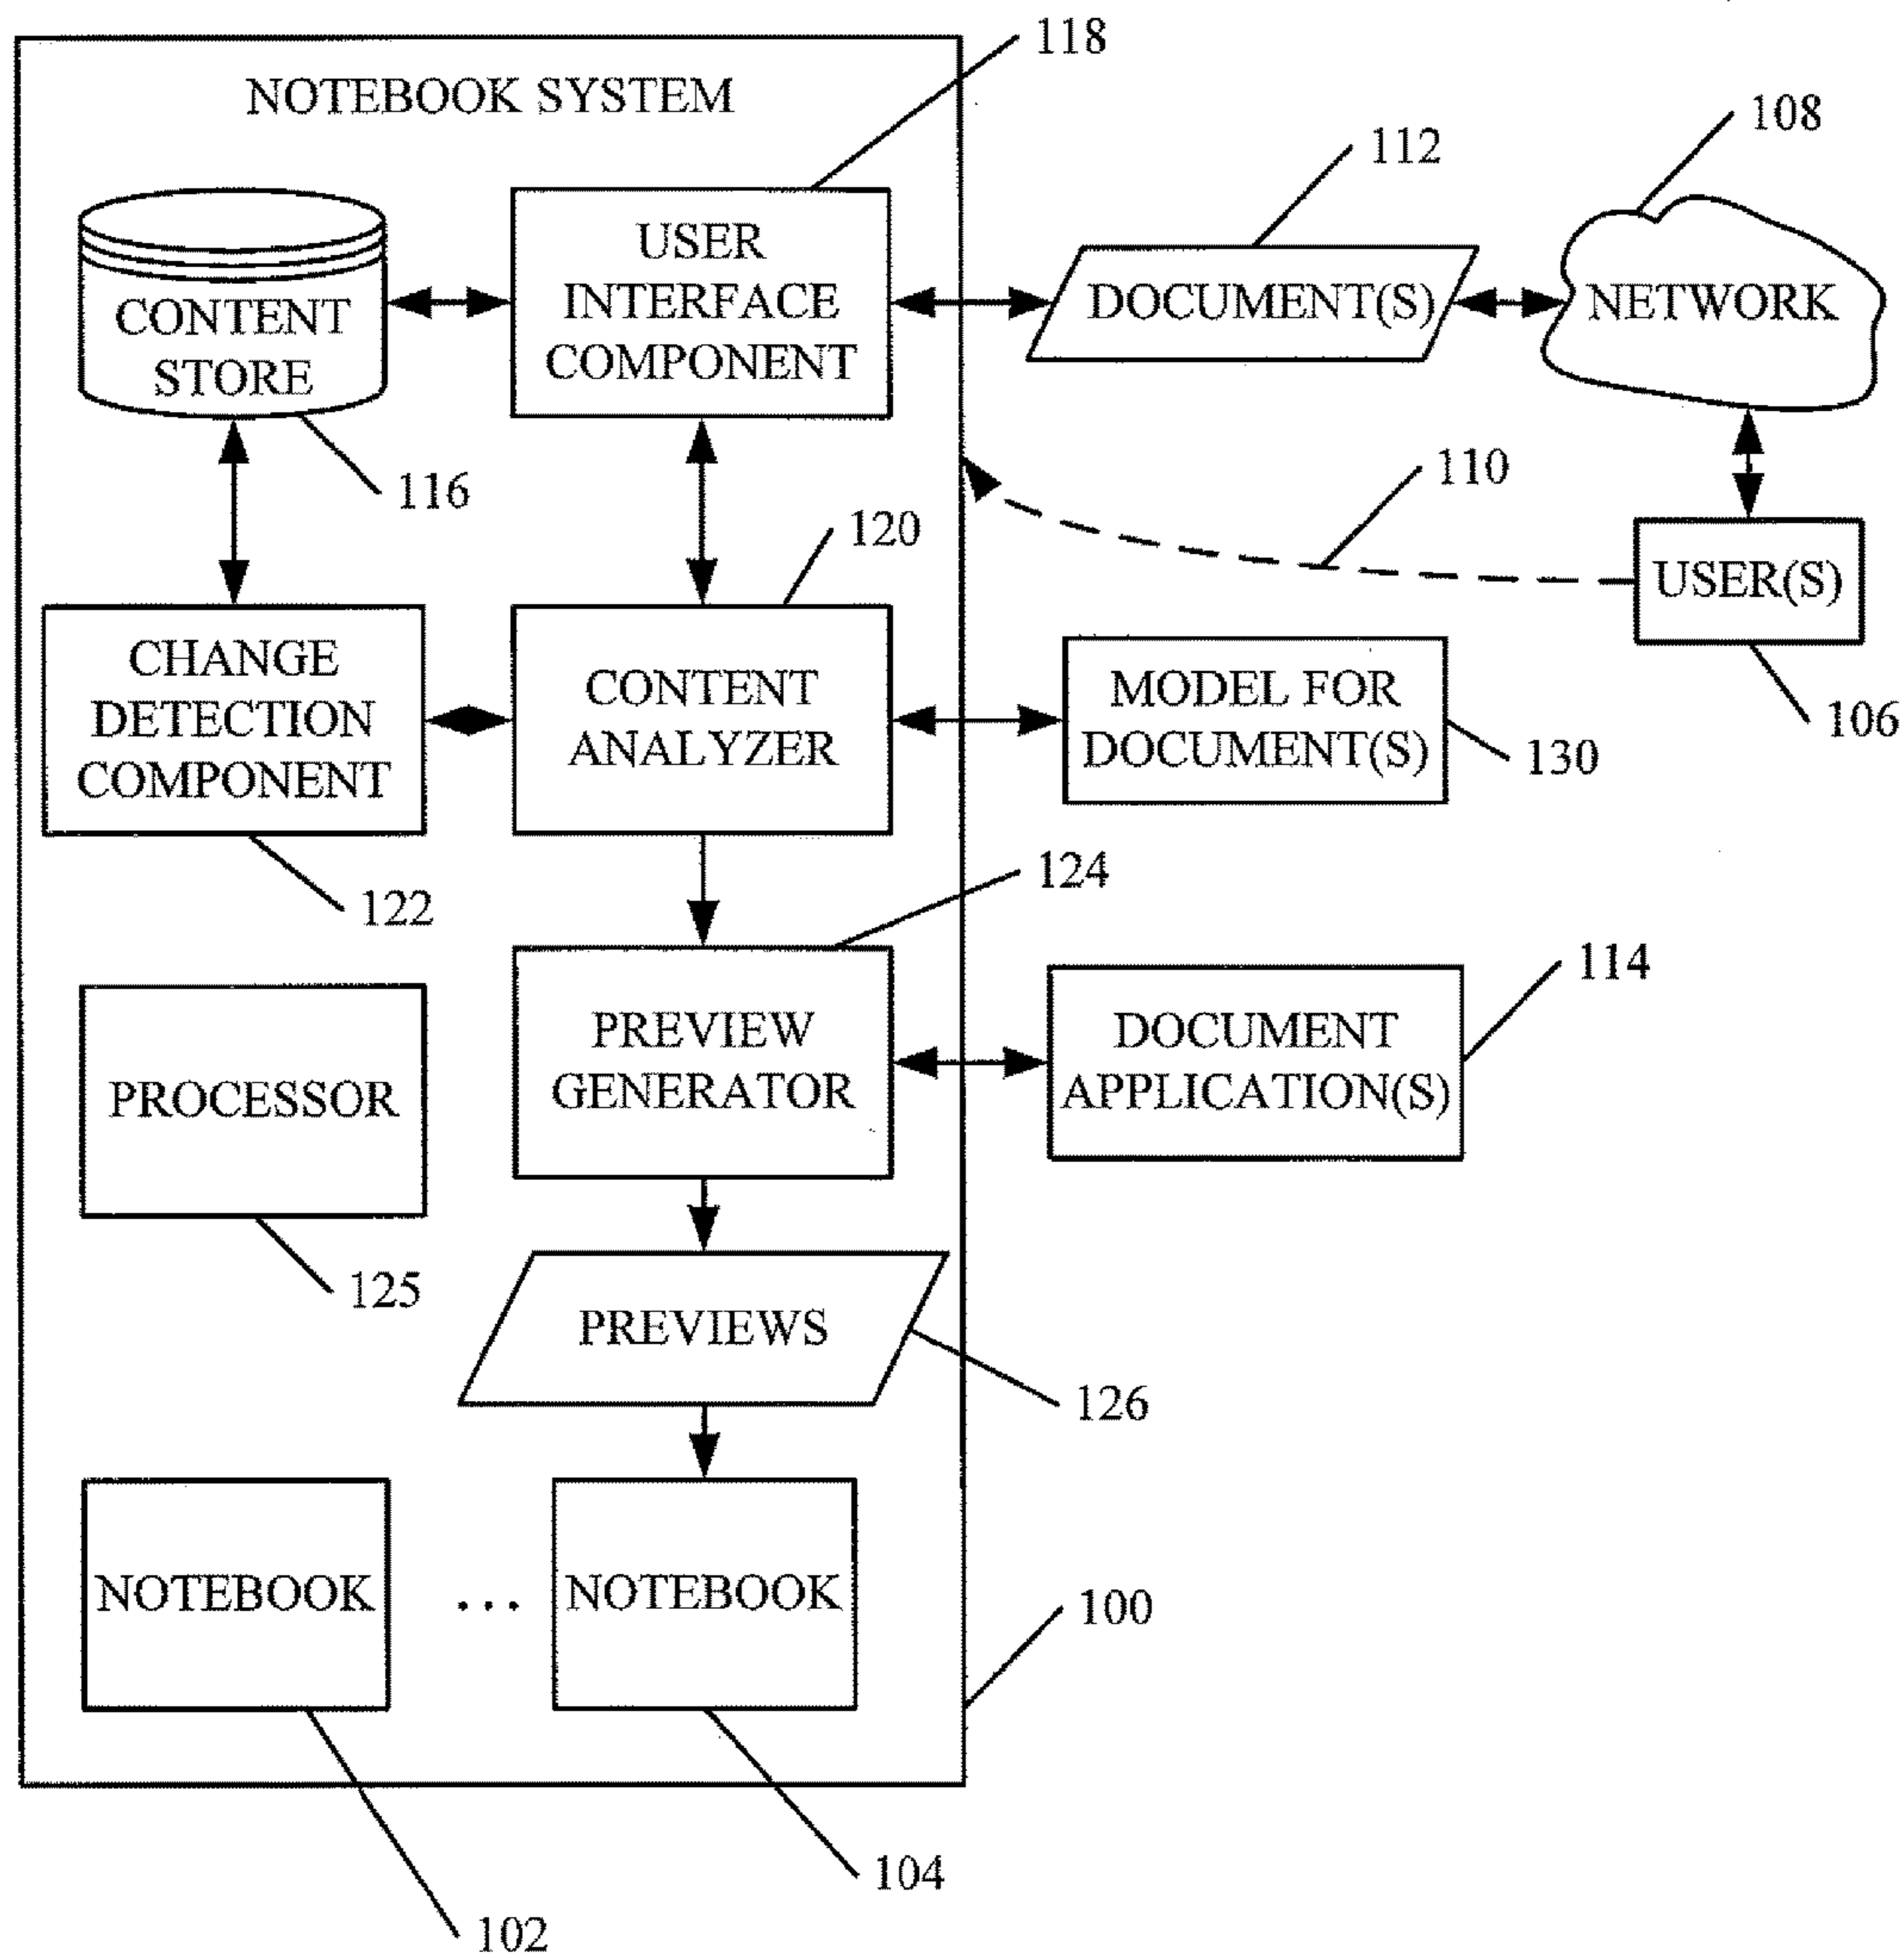 118
NOTEBOOK SYSTEM
108
112
USER
INTERFACE
COMPONENT
CONTENT
STORE
DOCUMENT(S)
NETWORK
116
110
120
USER(S)
CHANGE
DETECTION
COMPONENT
CONTENT
ANALYZER
MODEL FOR
DOCUMENT(S)
106
130
124
122
114
PREVIEW
GENERATOR
DOCUMENT
APPLICATION(S)
PROCESSOR
125
PREVIEWS
126
NOTEBOOK
...
NOTEBOOK
100
104
102